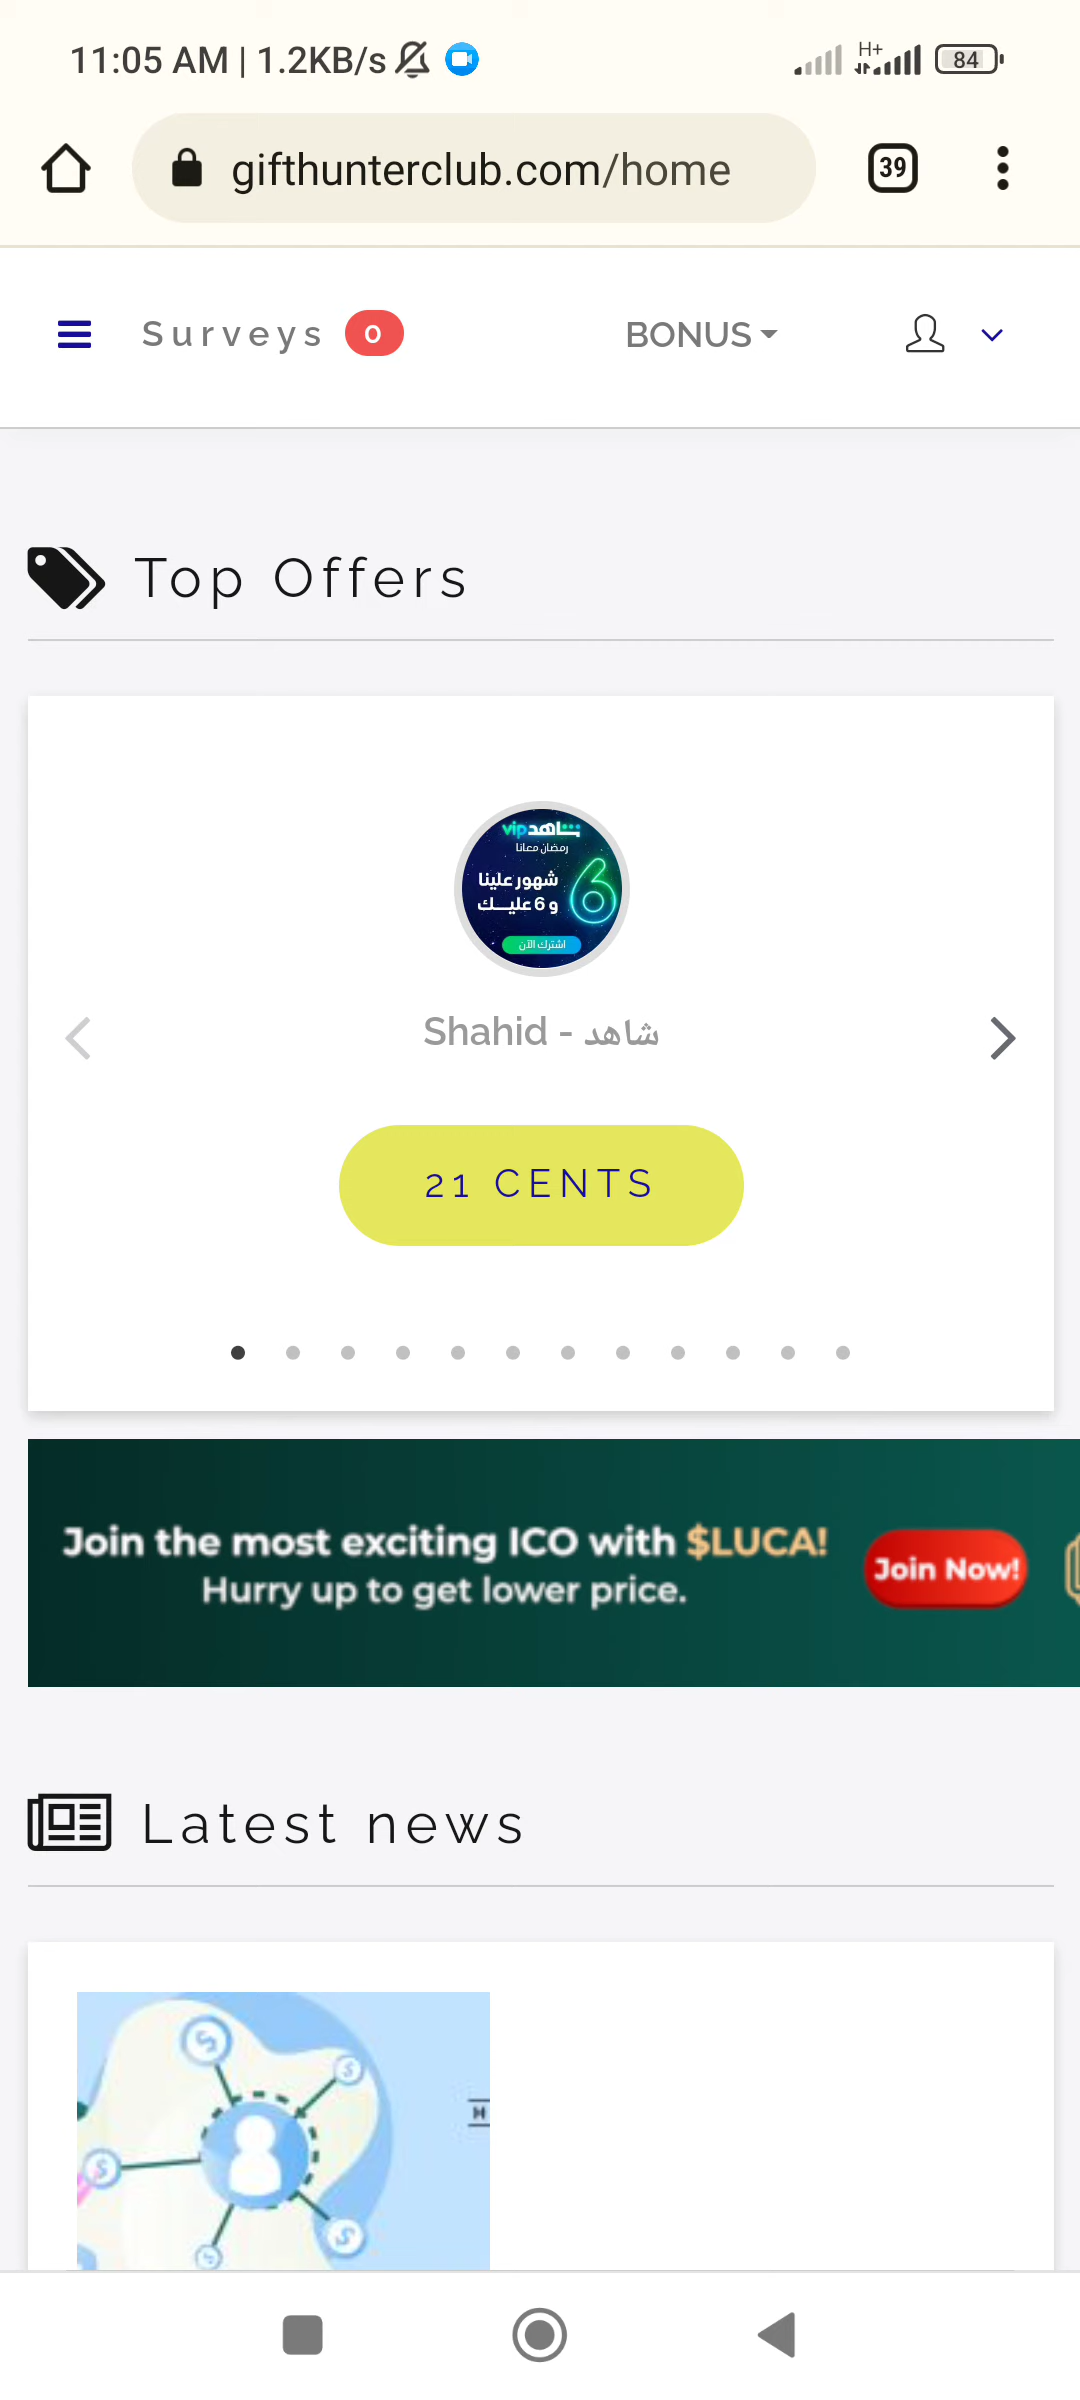 11:05 AM | 1.2KB/s
H+
84
gifthunterclub.com/home
39
Surveys 0
BONUS
Top Offers
شاهد vip
رمضان معانا
6
شهور علينا
و 6 عليـــك
اشترك الآن
Shahid - شاهد
21 CENTS
Join the most exciting ICO with $LUCA!
Hurry up to get lower price.
Join Now!
Latest news